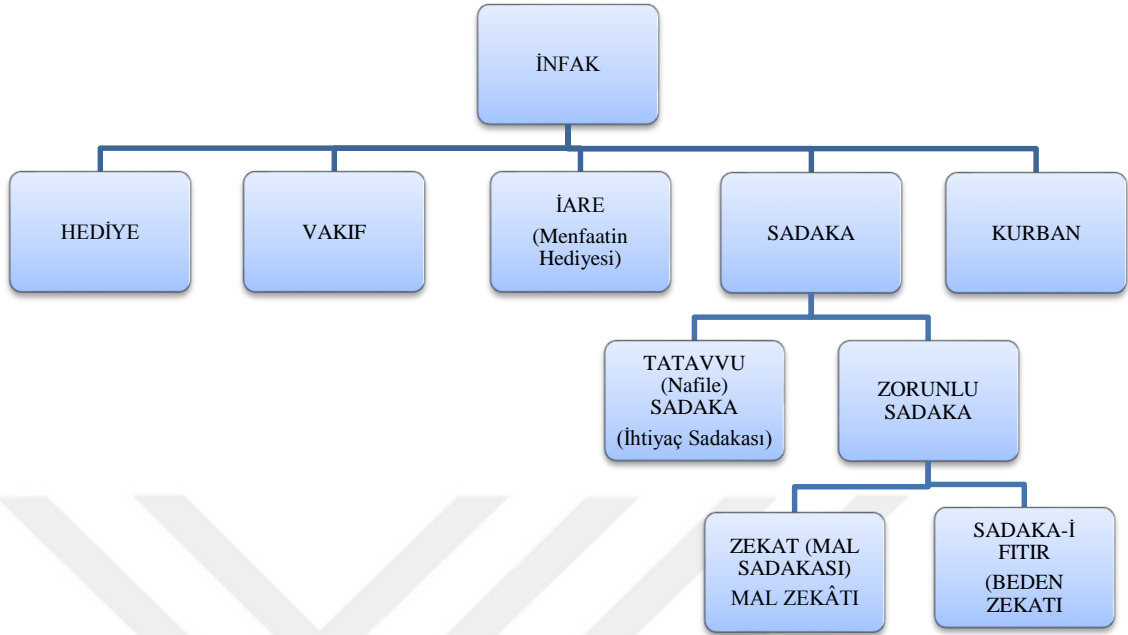 İNFAK
HEDİYE
VAKIF
İARE
(Menfaatin
Hediyesi)
SADAKA
KURBAN
TATAVVU
(Nafile)
SADAKA
(İhtiyaç Sadakası)
ZORUNLU
SADAKA
ZEKAT (MAL
SADAKASI)
MAL ZEKÂTI
SADAKA-İ
FITIR
(BEDEN
ZEKATI